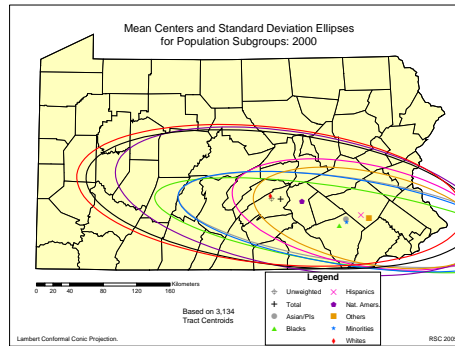 Mean Centers and Standard Deviation Ellipses
for Population Subgroups: 2000
Kilometers
0 20 40 80 120 160
Based on 3,134
Tract Centroids
Legend
Unweighted
Total
Asian/PIs
Blacks
Hispanics
Nat. Amers.
Others
Minorities
Whites
Lambert Conformal Conic Projection.
RSC 2005